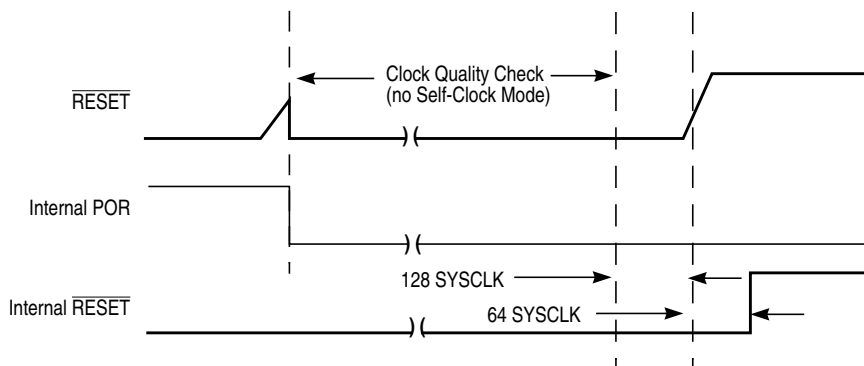 Clock Quality Check
(no Self-Clock Mode)
RESET
Internal POR
128 SYSCLK
Internal RESET
64 SYSCLK